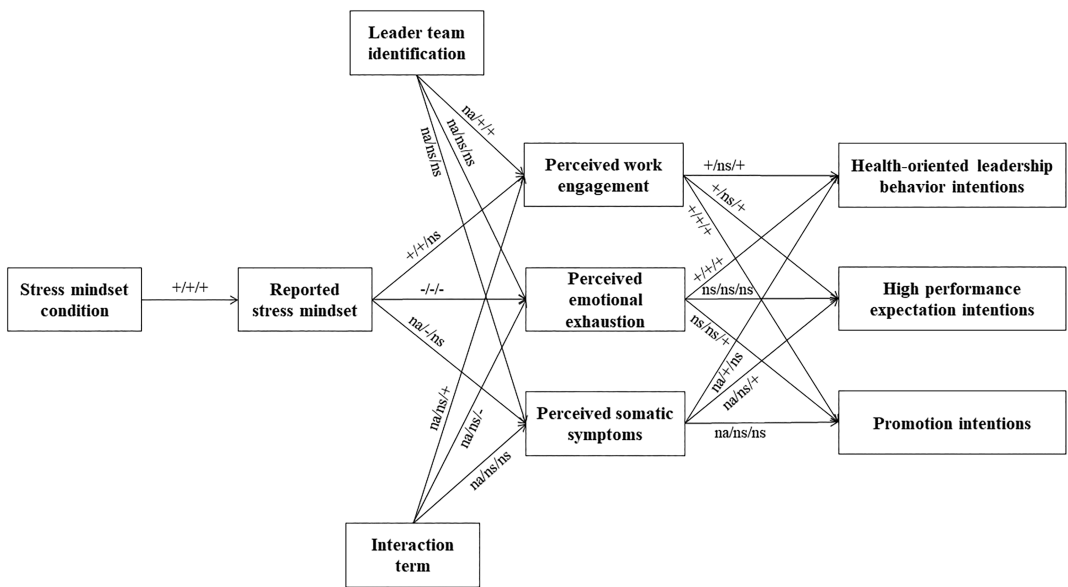 Leader team
identification
na/+/+
na/ns/ns
na/ns/ns
Perceived work
engagement
+/ns/+
+/ns/+
+/+/+
Health-oriented leadership
behavior intentions
Stress mindset
condition
+/+/+
Reported
stress mindset
+/+/ns
-/-/-
na/-/ns
Perceived
emotional
exhaustion
+/+/+
ns/ns/ns
ns/ns/+
High performance
expectation intentions
na/ns/+
na/ns/-
na/ns/ns
Perceived somatic
symptoms
na/+/ns
na/ns/+
na/ns/ns
Promotion intentions
Interaction
term